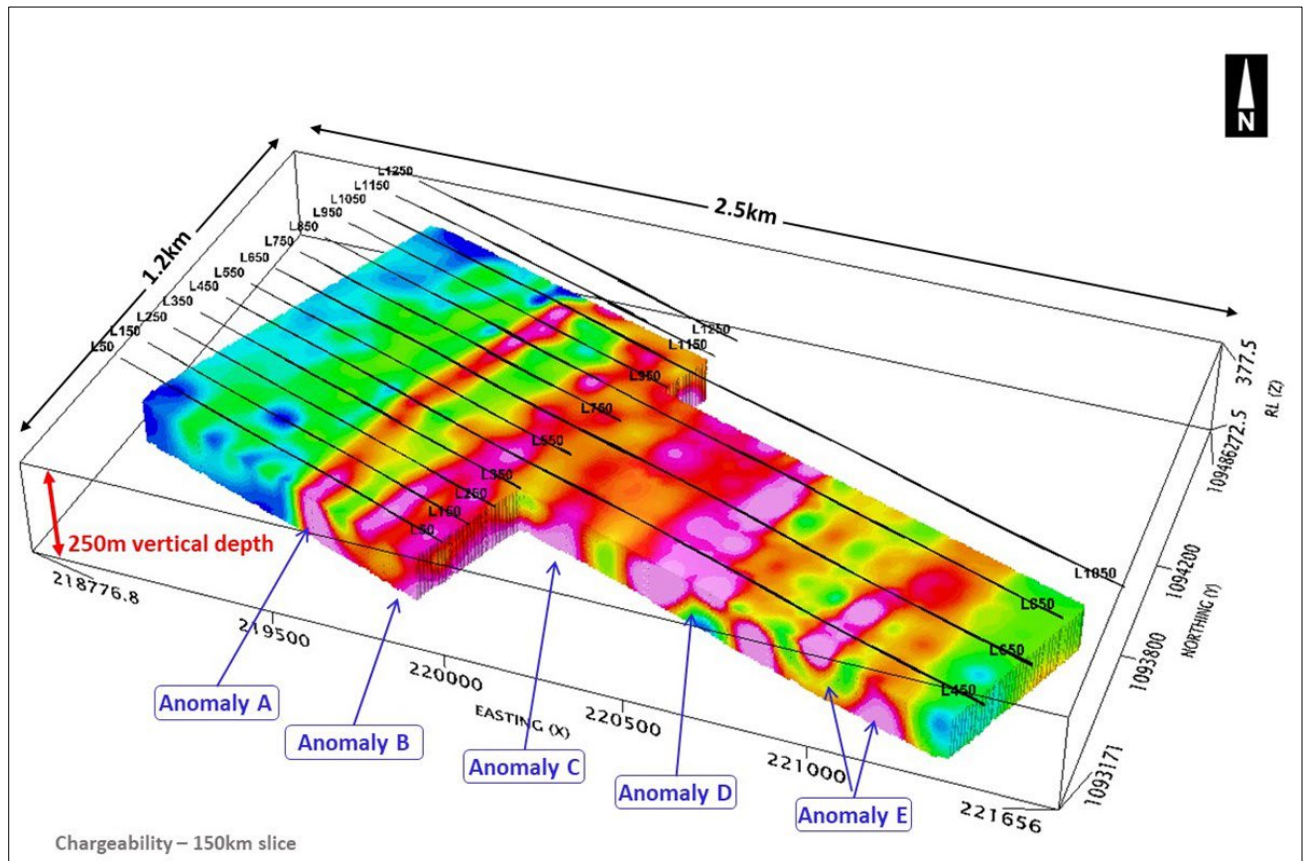 N
2.5km
1.2km
L1250
L1150
L1050
L950
L850
L750
L650
L550
L450
L350
L250
L150
L50
L1250
L1150
L950
L750
L550
L350
L250
L150
L50
L1050
L850
L650
L450
377.5
RL (Z)
72.5
1094862
1094200
NORTHING (Y)
1093800
1093171
250m vertical depth
218776.8
219500
220000
EASTING (X)
220500
221000
221656
Anomaly A
Anomaly B
Anomaly C
Anomaly D
Anomaly E
Chargeability – 150km slice